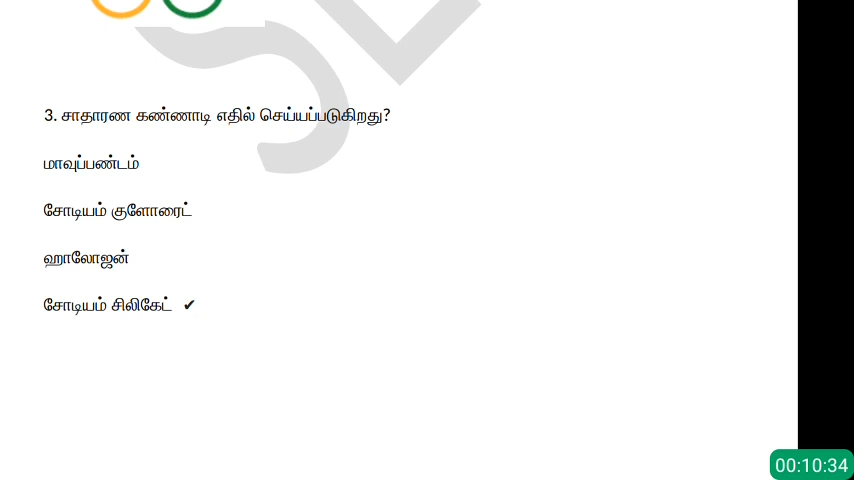 3. சாதாரண கண்ணாடி எதில் செய்யப்படுகிறது?
மாவுப்பண்டம்
சோடியம் குளோரைட்
ஹாலோஜன்
சோடியம் சிலிகேட் ✔
00:10:34